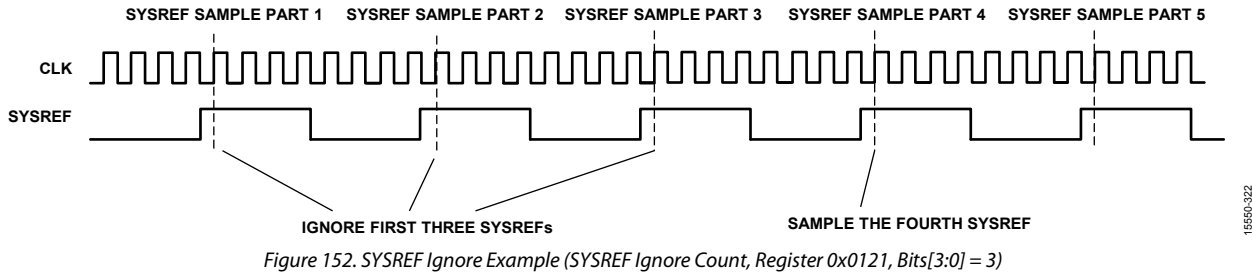 SYSREF SAMPLE PART 1 SYSREF SAMPLE PART 2 SYSREF SAMPLE PART 3 SYSREF SAMPLE PART 4 SYSREF SAMPLE PART 5
CLK
SYSREF
IGNORE FIRST THREE SYSREFs SAMPLE THE FOURTH SYSREF
15550-322
Figure 152. SYSREF Ignore Example (SYSREF Ignore Count, Register 0x0121, Bits[3:0] = 3)